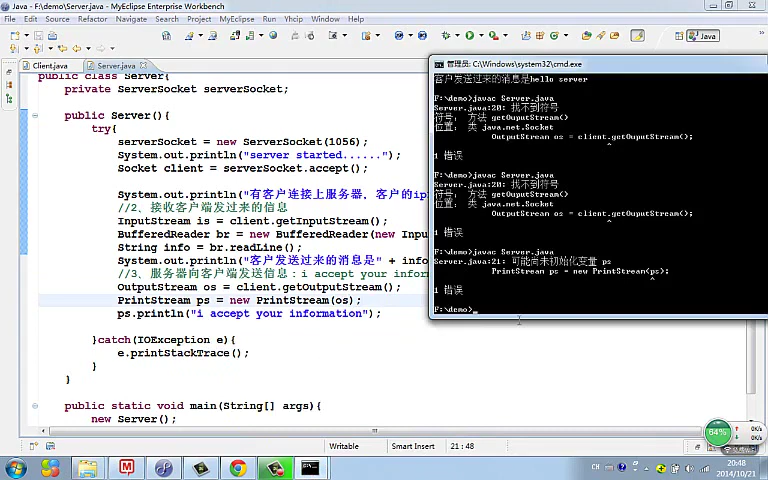 Java - F:\demo\Server.java - MyEclipse Enterprise Workbench
File Edit Source Refactor Navigate Search Project MyEclipse Run Yhcip Window Help
Java
Client.java Server.java
public class Server{
private ServerSocket serverSocket;
public Server(){
try{
serverSocket = new ServerSocket(1056);
System.out.println("server started......");
Socket client = serverSocket.accept();
System.out.println("有客户连接上服务器，客户的ip
//2、接收客户端发过来的信息
InputStream is = client.getInputStream();
BufferedReader br = new BufferedReader(new Inpu
String info = br.readLine();
System.out.println("客户发送过来的消息是" + info
//3、服务器向客户端发送信息：i accept your infor
OutputStream os = client.getOutputStream();
PrintStream ps = new PrintStream(os);
ps.println("i accept your information");
}catch(IOException e){
e.printStackTrace();
}
}
public static void main(String[] args){
new Server();
管理员: C:\Windows\system32\cmd.exe
客户发送过来的消息是hello server
F:\demo>javac Server.java
Server.java:20: 找不到符号
符号： 方法 getOuputStream()
位置： 类 java.net.Socket
OutputStream os = client.getOuputStream();
^
1 错误
F:\demo>javac Server.java
Server.java:20: 找不到符号
符号： 方法 getOuputStream()
位置： 类 java.net.Socket
OutputStream os = client.getOuputStream();
^
1 错误
F:\demo>javac Server.java
Server.java:21: 可能尚未初始化变量 ps
PrintStream ps = new PrintStream(ps);
^
1 错误
F:\demo>
Writable Smart Insert 21 : 48
64% 0K/s
0K/s
CH
20:48
2014/10/21